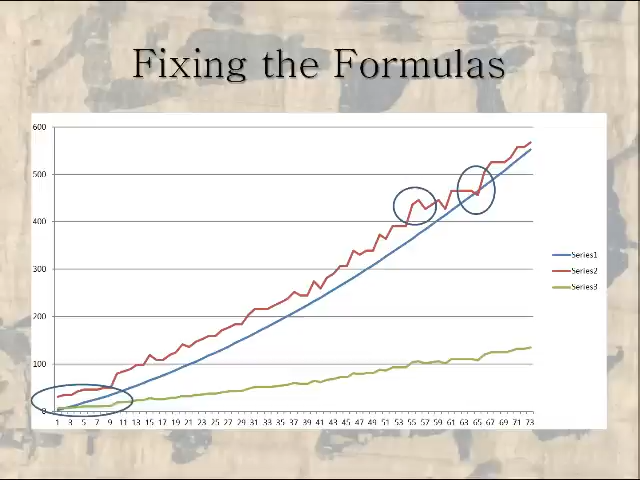 Fixing the Formulas
600
500
400
300
200
100
0
1 3 5 7 9 11 13 15 17 19 21 23 25 27 29 31 33 35 37 39 41 43 45 47 49 51 53 55 57 59 61 63 65 67 69 71 73
Series1
Series2
Series3